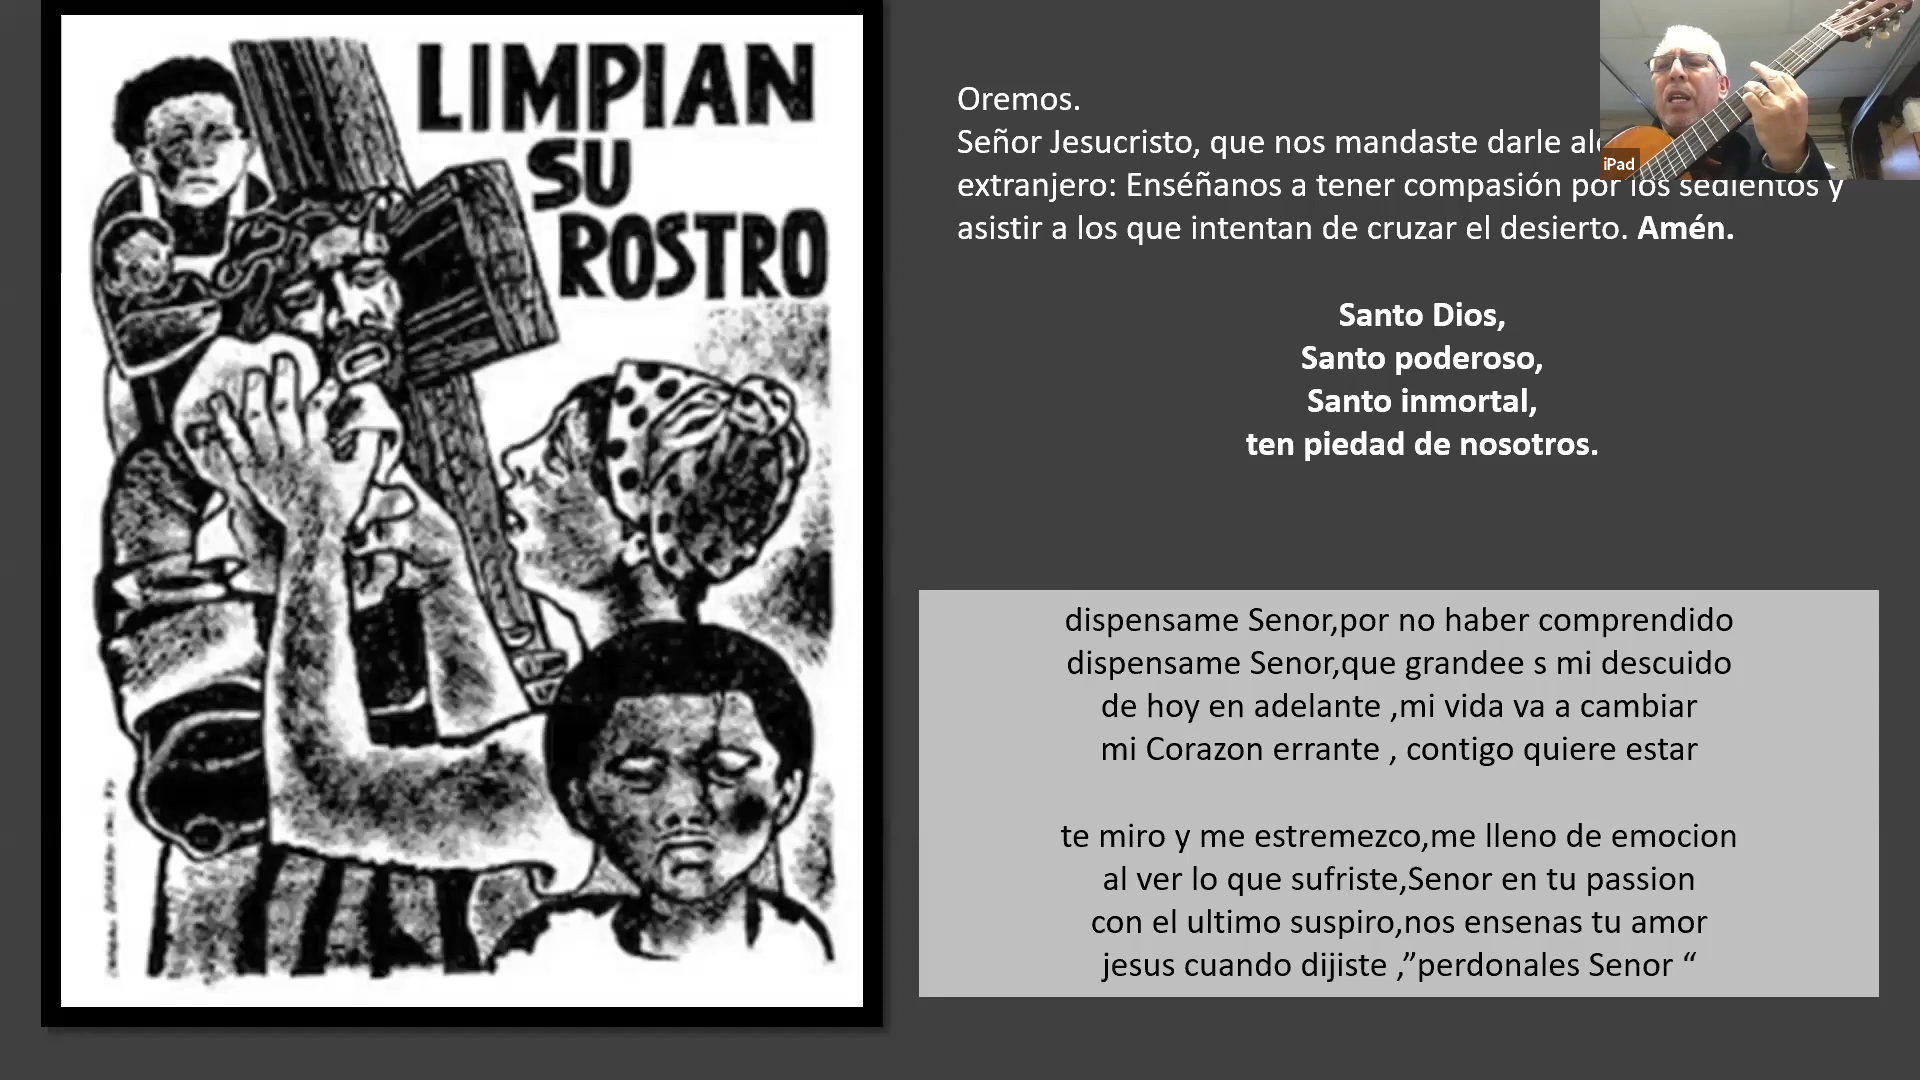 LIMPIAN
SU
ROSTRO
Oremos.
Señor Jesucristo, que nos mandaste darle
extranjero: Enséñanos a tener compasión por los sedientos y
asistir a los que intentan de cruzar el desierto. Amén.
Santo Dios,
Santo poderoso,
Santo inmortal,
ten piedad de nosotros.
iPad
dispensame Senor,por no haber comprendido
dispensame Senor,que grandee s mi descuido
de hoy en adelante ,mi vida va a cambiar
mi Corazon errante , contigo quiere estar
te miro y me estremezco,me lleno de emocion
al ver lo que sufriste,Senor en tu passion
con el ultimo suspiro,nos ensenas tu amor
jesus cuando dijiste ,”perdonales Senor “